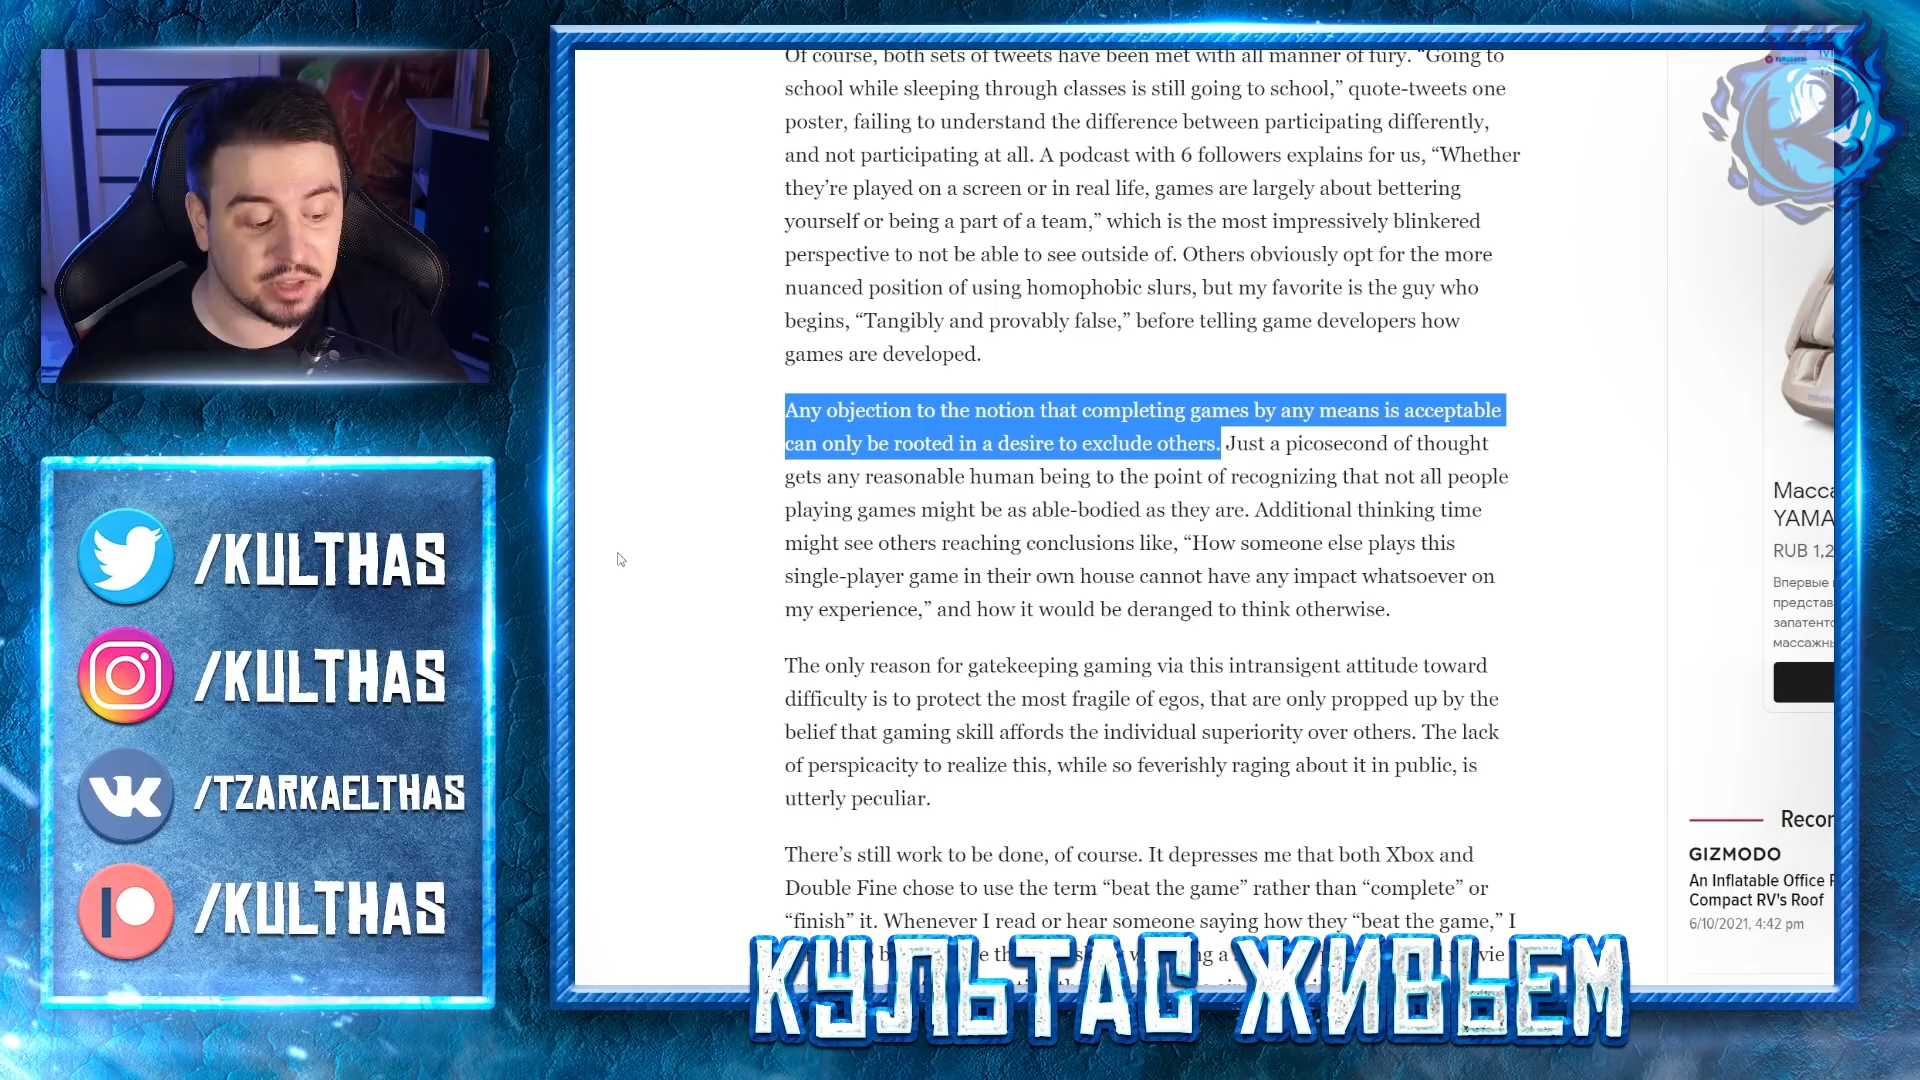 Of course, both sets of tweets have been met with all manner of fury. “Going to
school while sleeping through classes is still going to school,” quote-tweets one
poster, failing to understand the difference between participating differently,
and not participating at all. A podcast with 6 followers explains for us, “Whether
they’re played on a screen or in real life, games are largely about bettering
yourself or being a part of a team,” which is the most impressively blinkered
perspective to not be able to see outside of. Others obviously opt for the more
nuanced position of using homophobic slurs, but my favorite is the guy who
begins, “Tangibly and provably false,” before telling game developers how
games are developed.
Any objection to the notion that completing games by any means is acceptable
can only be rooted in a desire to exclude others. Just a picosecond of thought
gets any reasonable human being to the point of recognizing that not all people
playing games might be as able-bodied as they are. Additional thinking time
might see others reaching conclusions like, “How someone else plays this
single-player game in their own house cannot have any impact whatsoever on
my experience,” and how it would be deranged to think otherwise.
The only reason for gatekeeping gaming via this intransigent attitude toward
difficulty is to protect the most fragile of egos, that are only propped up by the
belief that gaming skill affords the individual superiority over others. The lack
of perspicacity to realize this, while so feverishly raging about it in public, is
utterly peculiar.
There’s still work to be done, of course. It depresses me that both Xbox and
Double Fine chose to use the term “beat the game” rather than “complete” or
“finish” it. Whenever I read or hear someone saying how they “beat the game,” I
/KULTHAS
/KULTHAS
/TZARKAELTHAS
/KULTHAS
Масса
YAMA
RUB 1,2
Впервые
представ
запатенто
массажнь
Recor
GIZMODO
An Inflatable Office
Compact RV's Roof
6/10/2021, 4:42 pm
КУЛЬТАС ЖИВЬЕМ